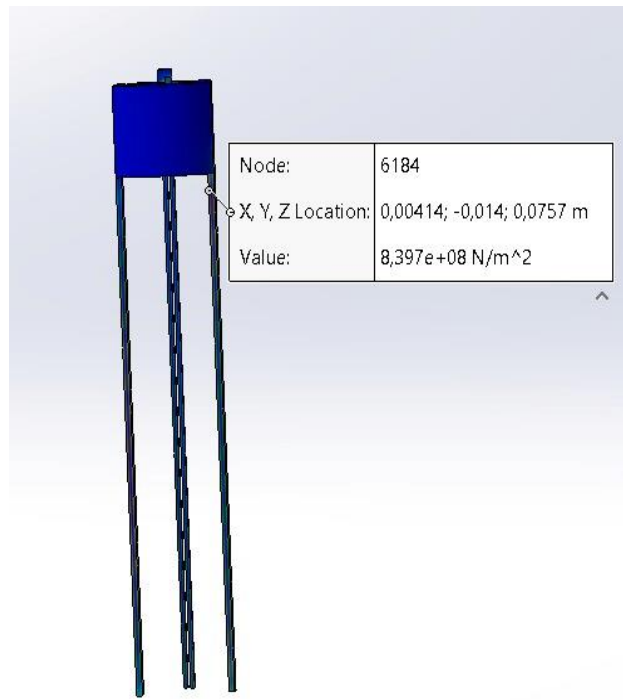 Node: 6184
X, Y, Z Location: 0,00414; -0,014; 0,0757 m
Value: 8,397e+08 N/m^2